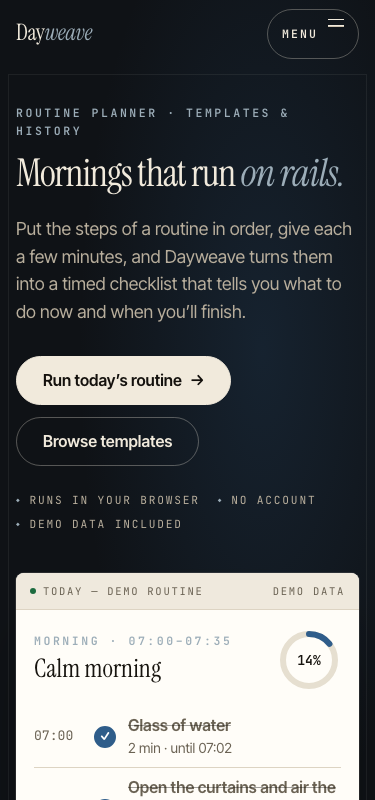 Dayweave
MENU
ROUTINE PLANNER · TEMPLATES &
HISTORY
Mornings that run on rails.
Put the steps of a routine in order, give each
a few minutes, and Dayweave turns them
into a timed checklist that tells you what to
do now and when you’ll finish.
Run today’s routine →
Browse templates
RUNS IN YOUR BROWSER
NO ACCOUNT
DEMO DATA INCLUDED
TODAY — DEMO ROUTINE
DEMO DATA
MORNING · 07:00–07:35
Calm morning
14%
07:00
Glass of water
2 min · until 07:02
Open the curtains and air the